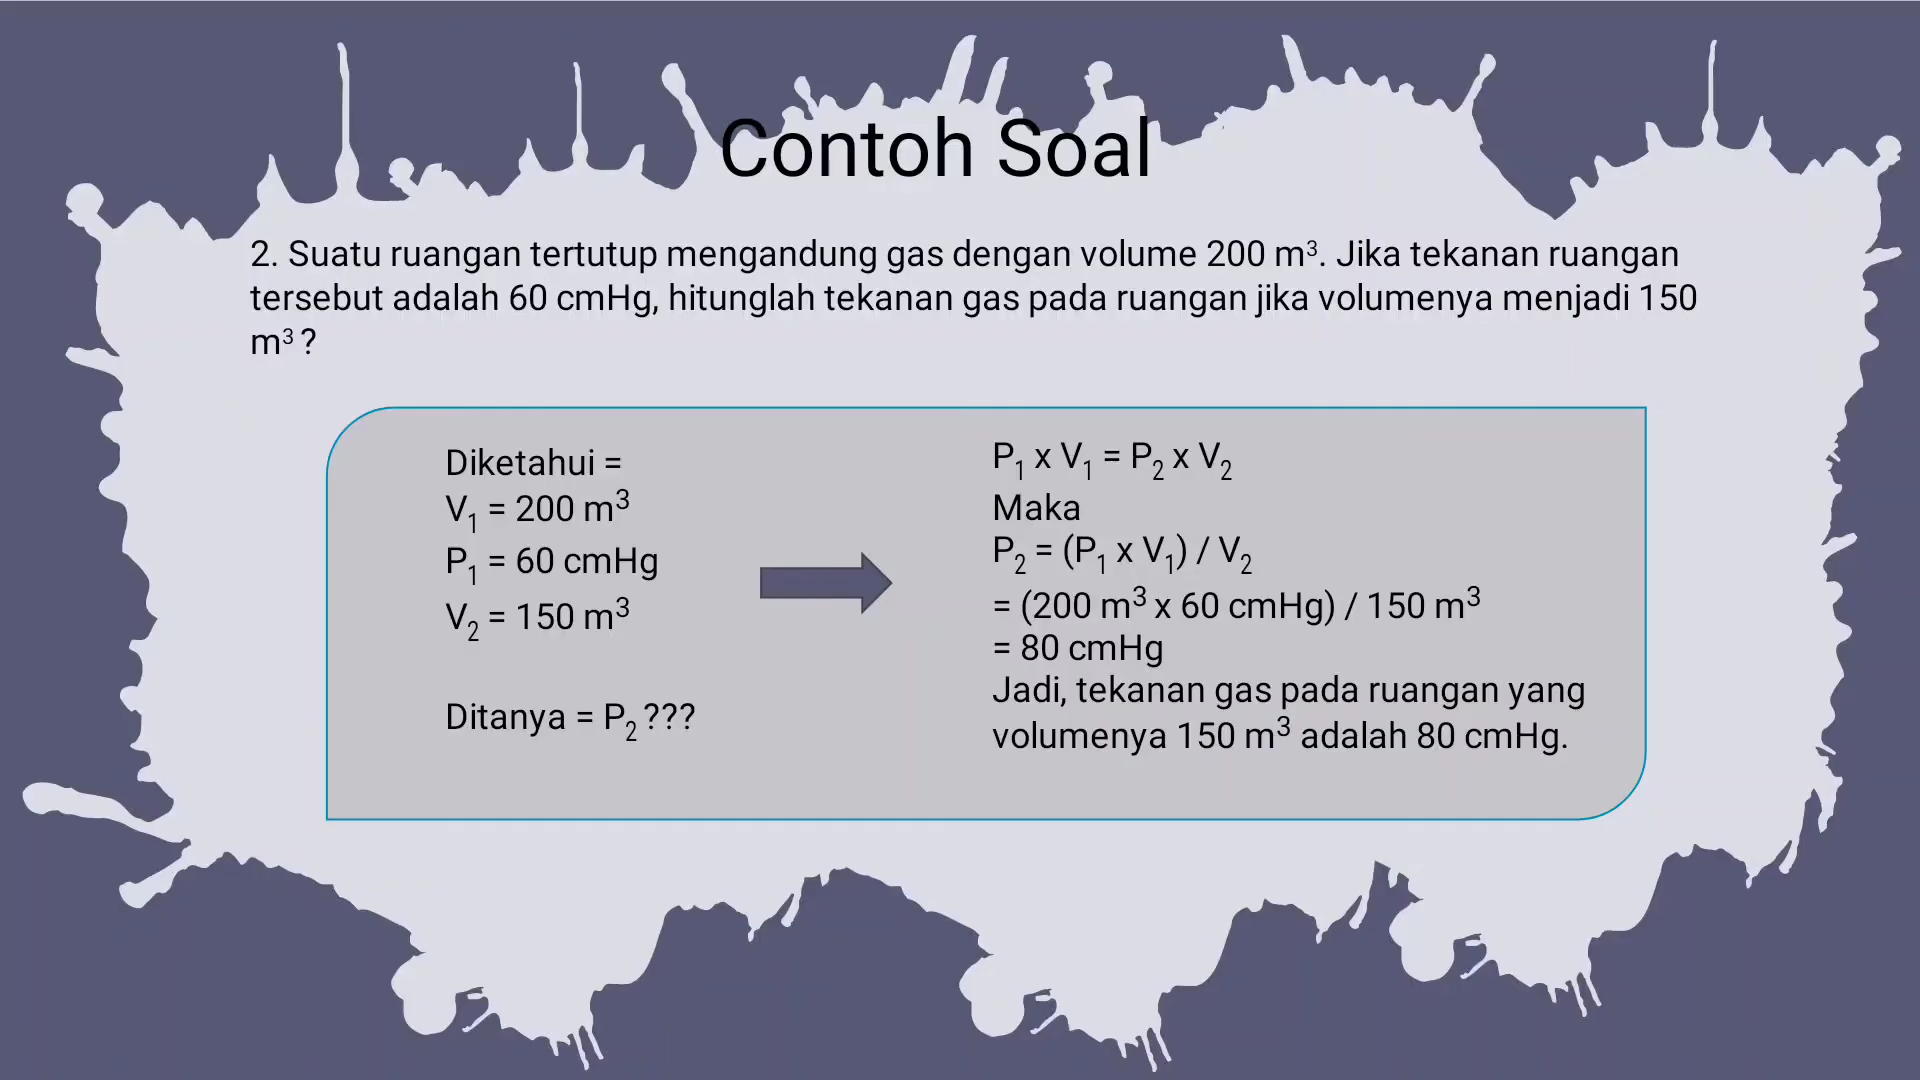 Contoh Soal
2. Suatu ruangan tertutup mengandung gas dengan volume 200 m³. Jika tekanan ruangan
tersebut adalah 60 cmHg, hitunglah tekanan gas pada ruangan jika volumenya menjadi 150
m³ ?
Diketahui =
V₁ = 200 m³
P₁ = 60 cmHg
V₂ = 150 m³
Ditanya = P₂ ???
P₁ x V₁ = P₂ x V₂
Maka
P₂ = (P₁ x V₁) / V₂
= (200 m³ x 60 cmHg) / 150 m³
= 80 cmHg
Jadi, tekanan gas pada ruangan yang
volumenya 150 m³ adalah 80 cmHg.